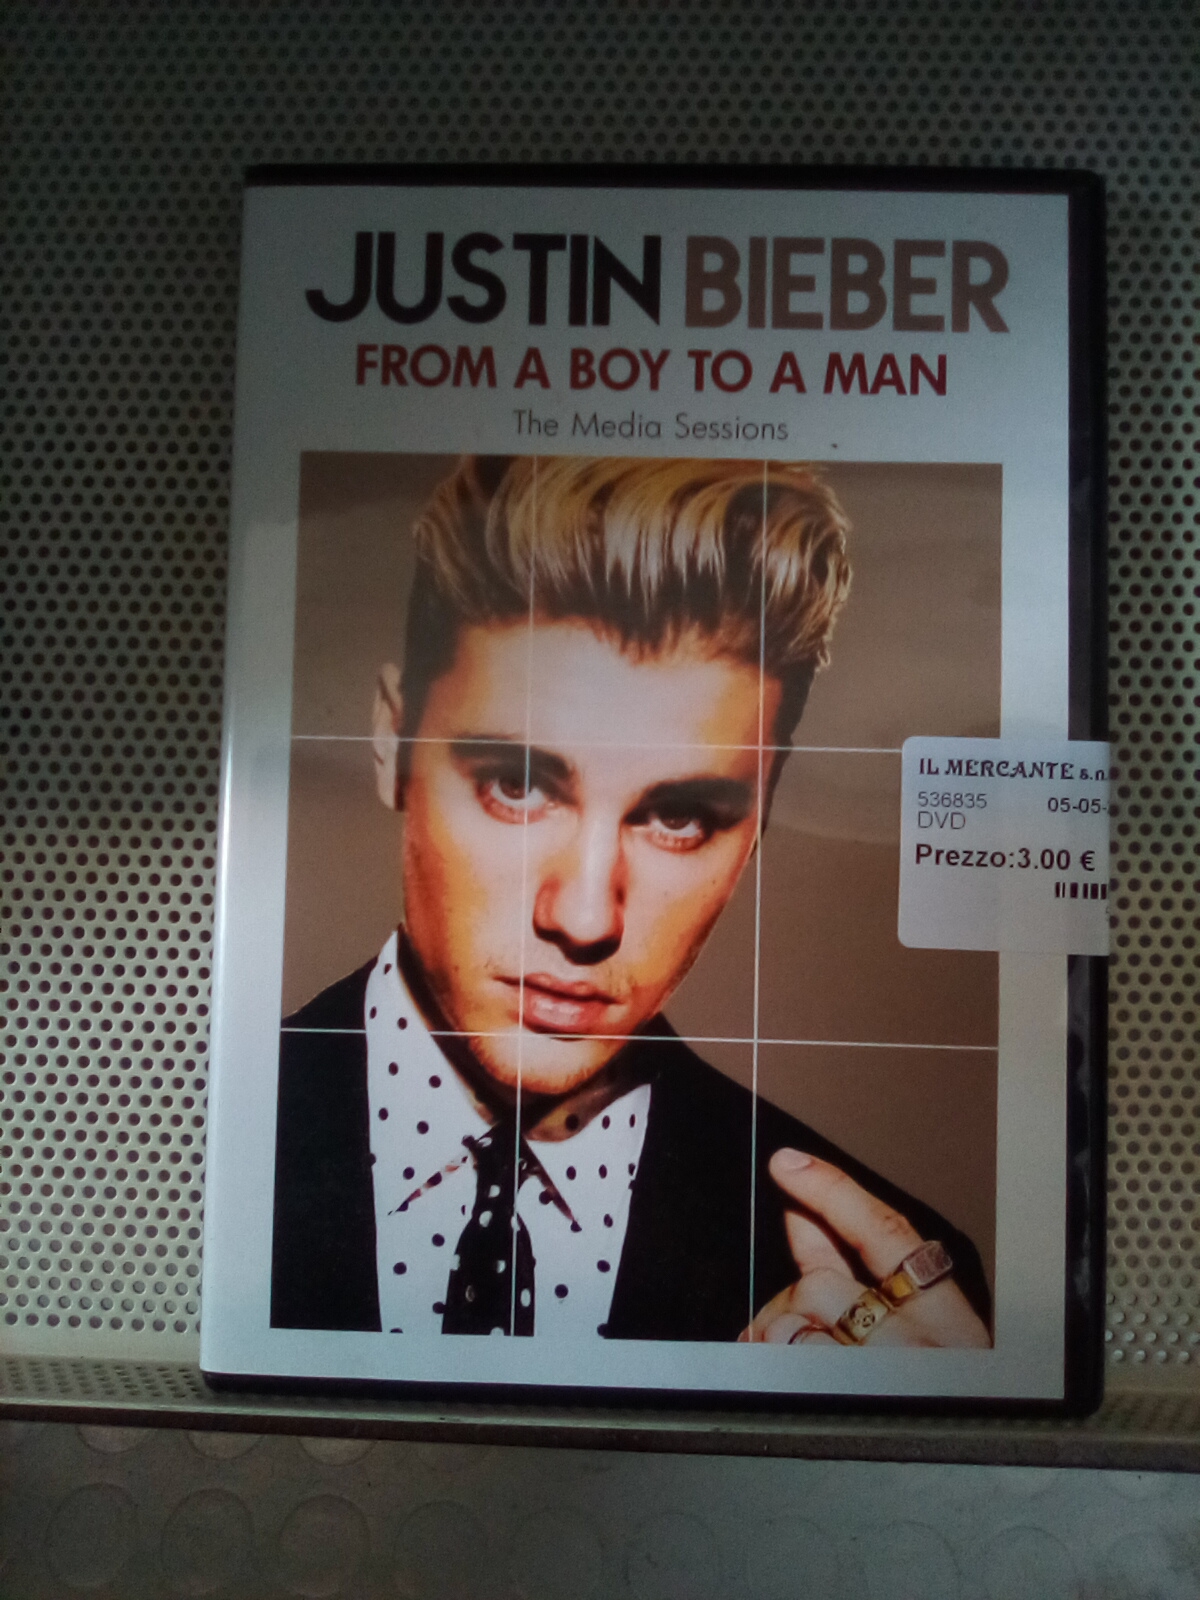 JUSTIN BIEBER
FROM A BOY TO A MAN
The Media Sessions
IL MERCANTE s.n
536835 05-05-
DVD
Prezzo:3.00 €